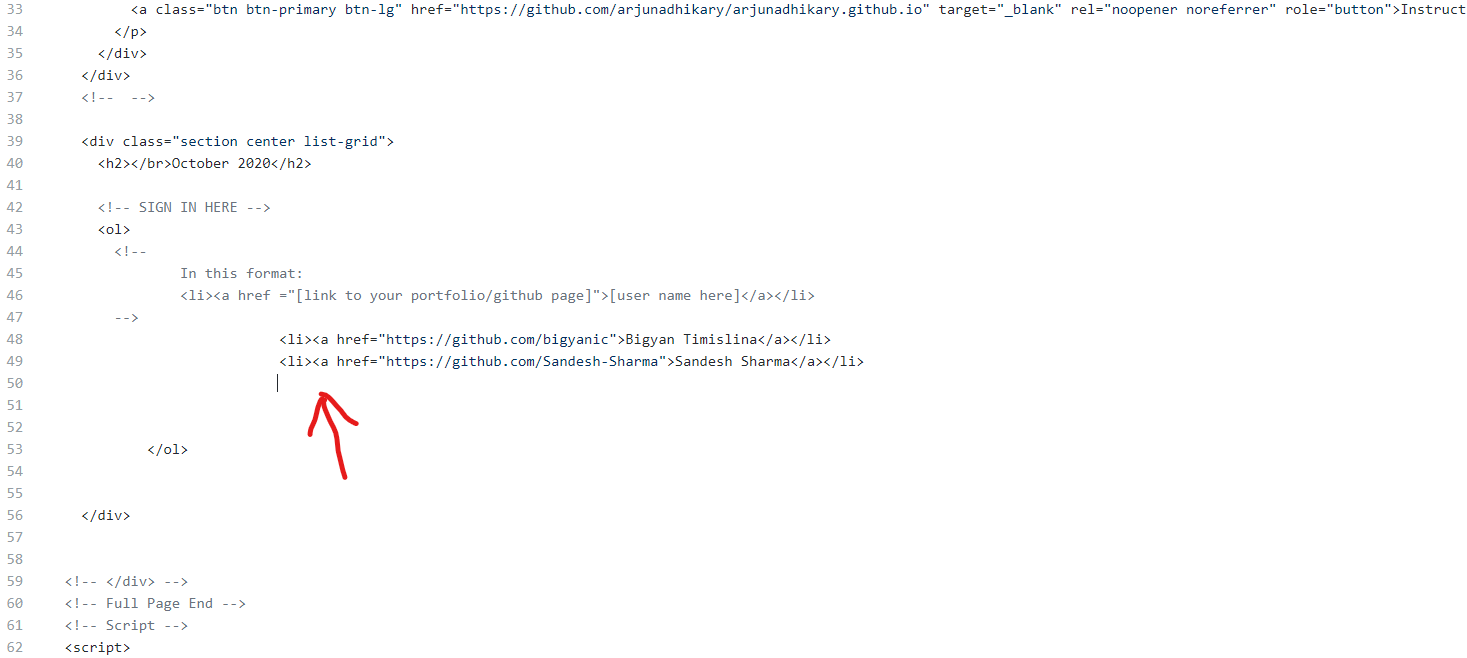 33 <a class="btn btn-primary btn-lg" href="https://github.com/arjunadhikary/arjunadhikary.github.io" target="_blank" rel="noopener noreferrer" role="button">Instruct
34 </p>
35 </div>
36 </div>
37 <!--  -->
38
39 <div class="section center list-grid">
40 <h2></br>October 2020</h2>
41
42 <!-- SIGN IN HERE -->
43 <ol>
44 <!--
45 In this format:
46 <li><a href ="[link to your portfolio/github page]">[user name here]</a></li>
47 -->
48 <li><a href="https://github.com/bigyanic">Bigyan Timislina</a></li>
49 <li><a href="https://github.com/Sandesh-Sharma">Sandesh Sharma</a></li>
50
51
52
53 </ol>
54
55
56 </div>
57
58
59 <!-- </div> -->
60 <!-- Full Page End -->
61 <!-- Script -->
62 <script>